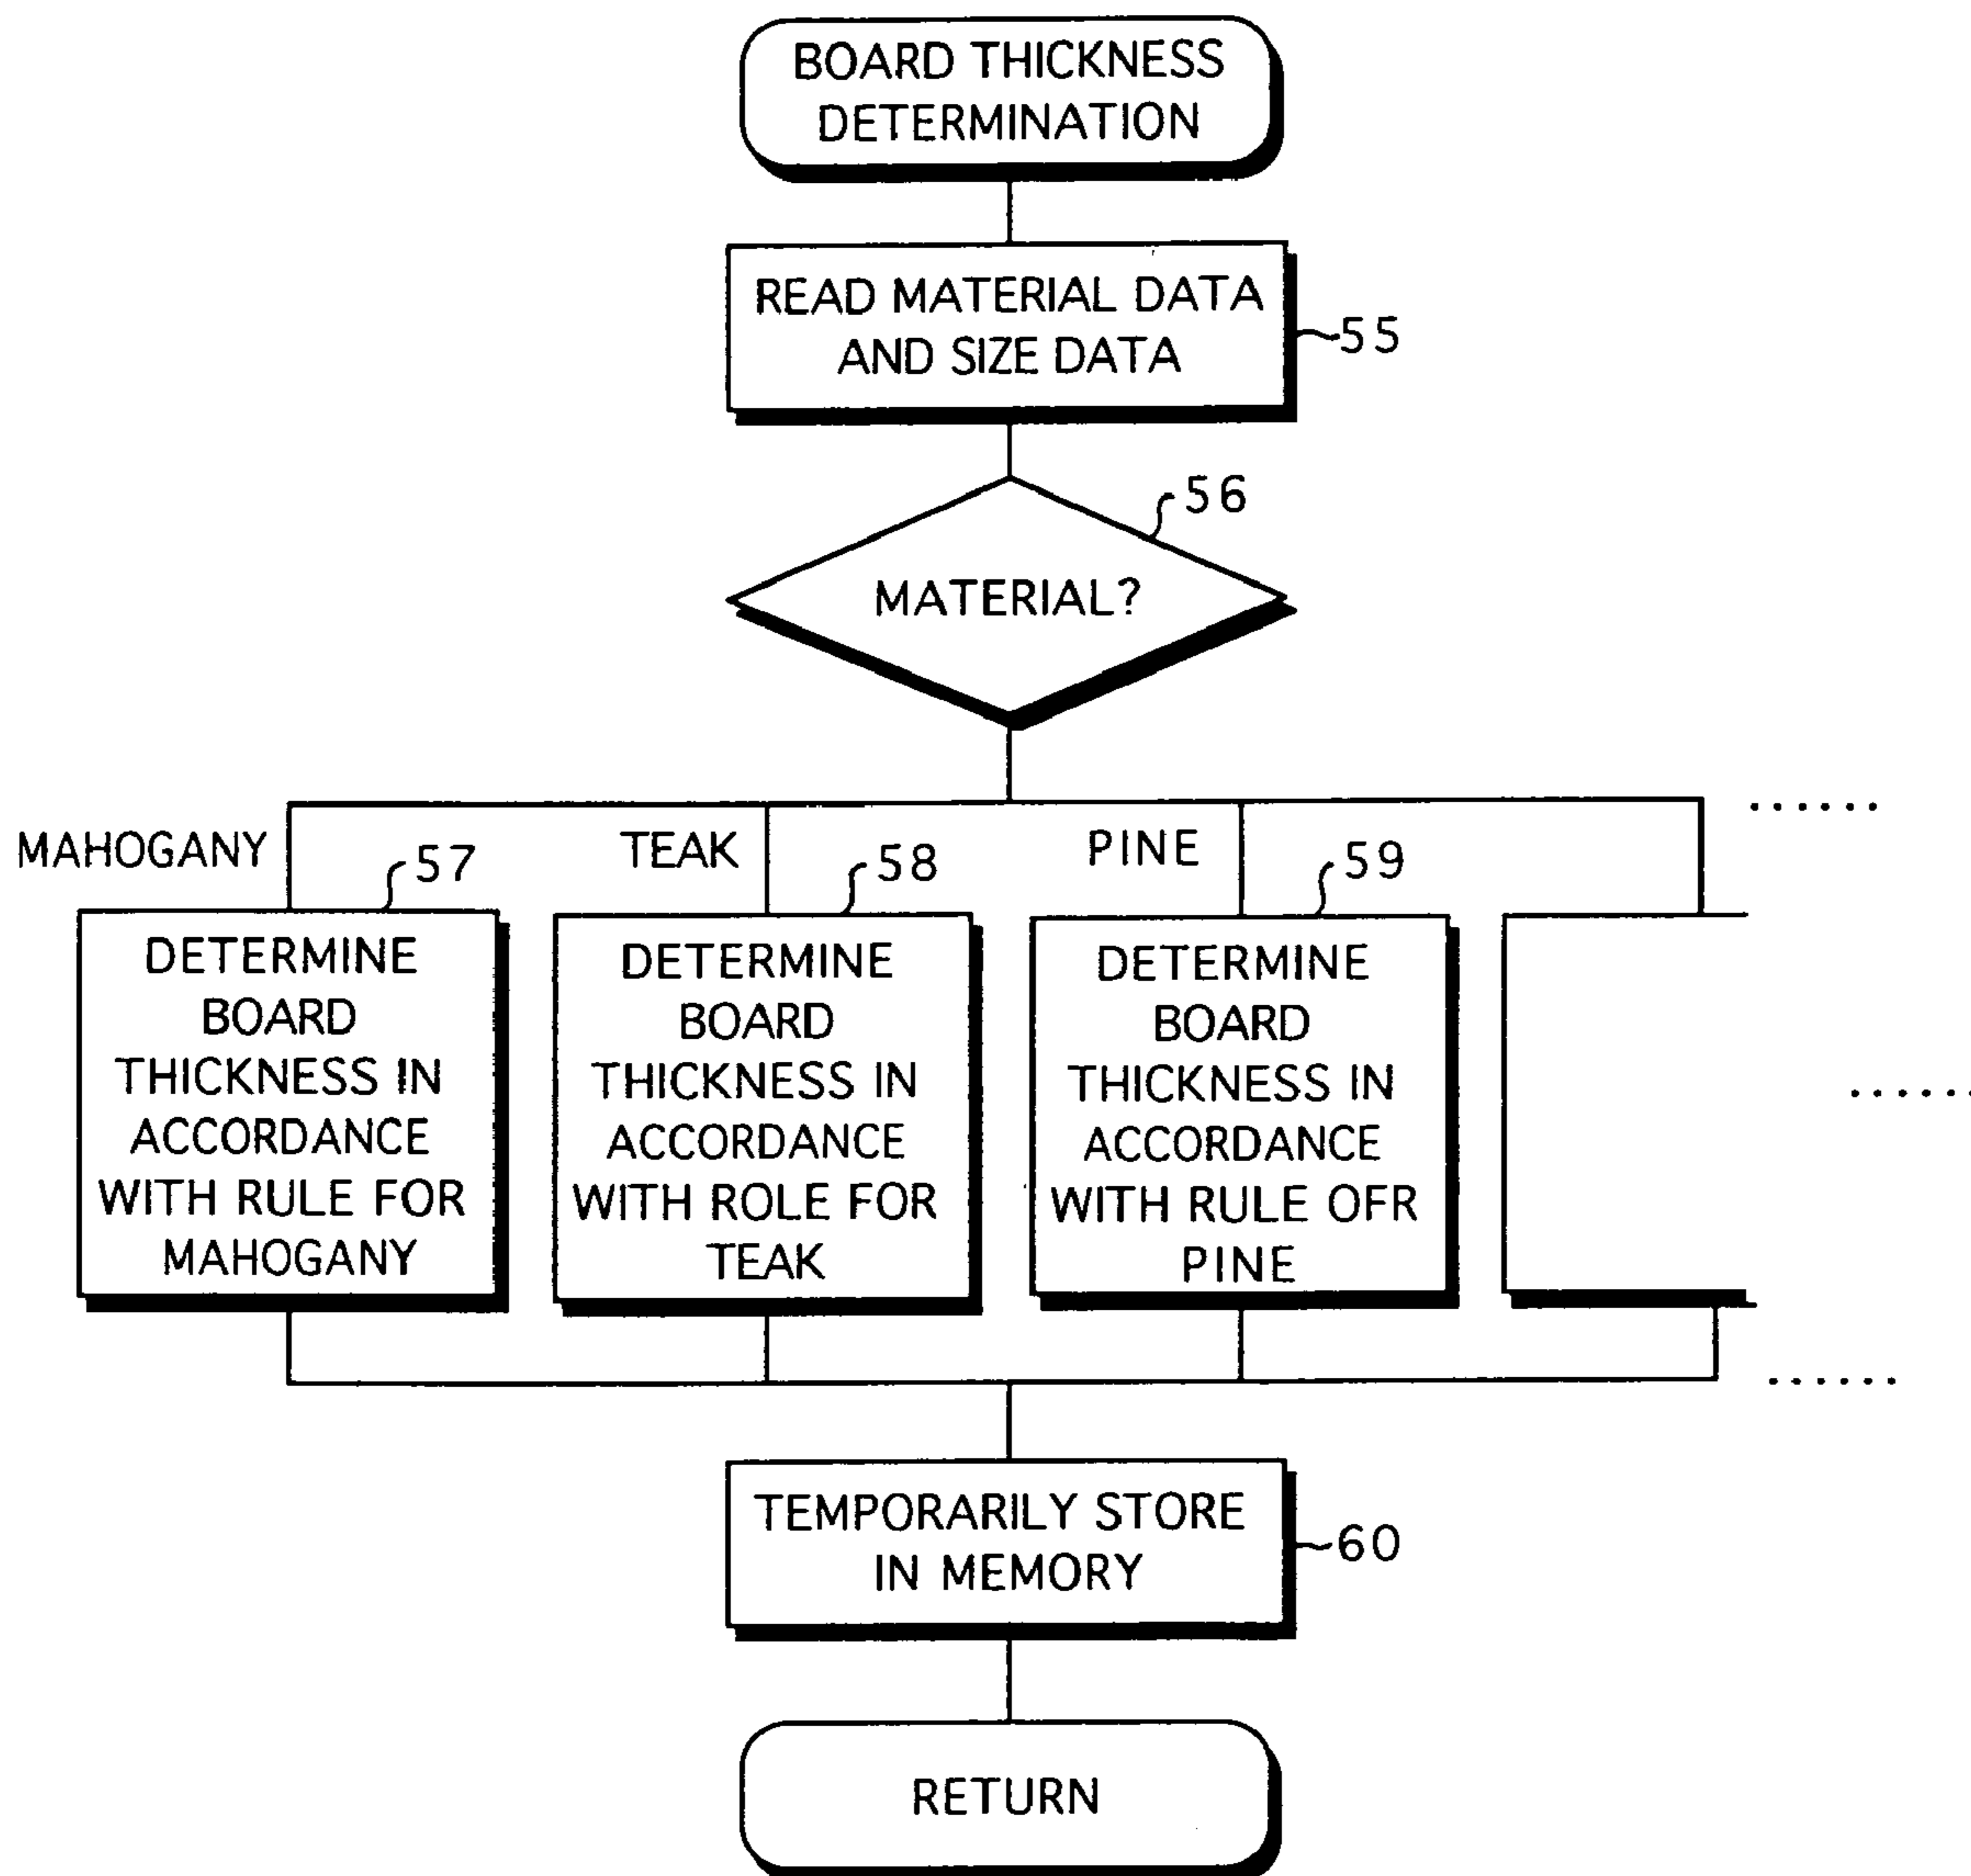 BOARD THICKNESS
DETERMINATION
READ MATERIAL DATA
AND SIZE DATA
55
56
MATERIAL?
......
MAHOGANY
TEAK
PINE
57
58
59
DETERMINE
BOARD
THICKNESS IN
ACCORDANCE
WITH RULE FOR
MAHOGANY
DETERMINE
BOARD
THICKNESS IN
ACCORDANCE
WITH ROLE FOR
TEAK
DETERMINE
BOARD
THICKNESS IN
ACCORDANCE
WITH RULE OFR
PINE
......
......
TEMPORARILY STORE
IN MEMORY
60
RETURN